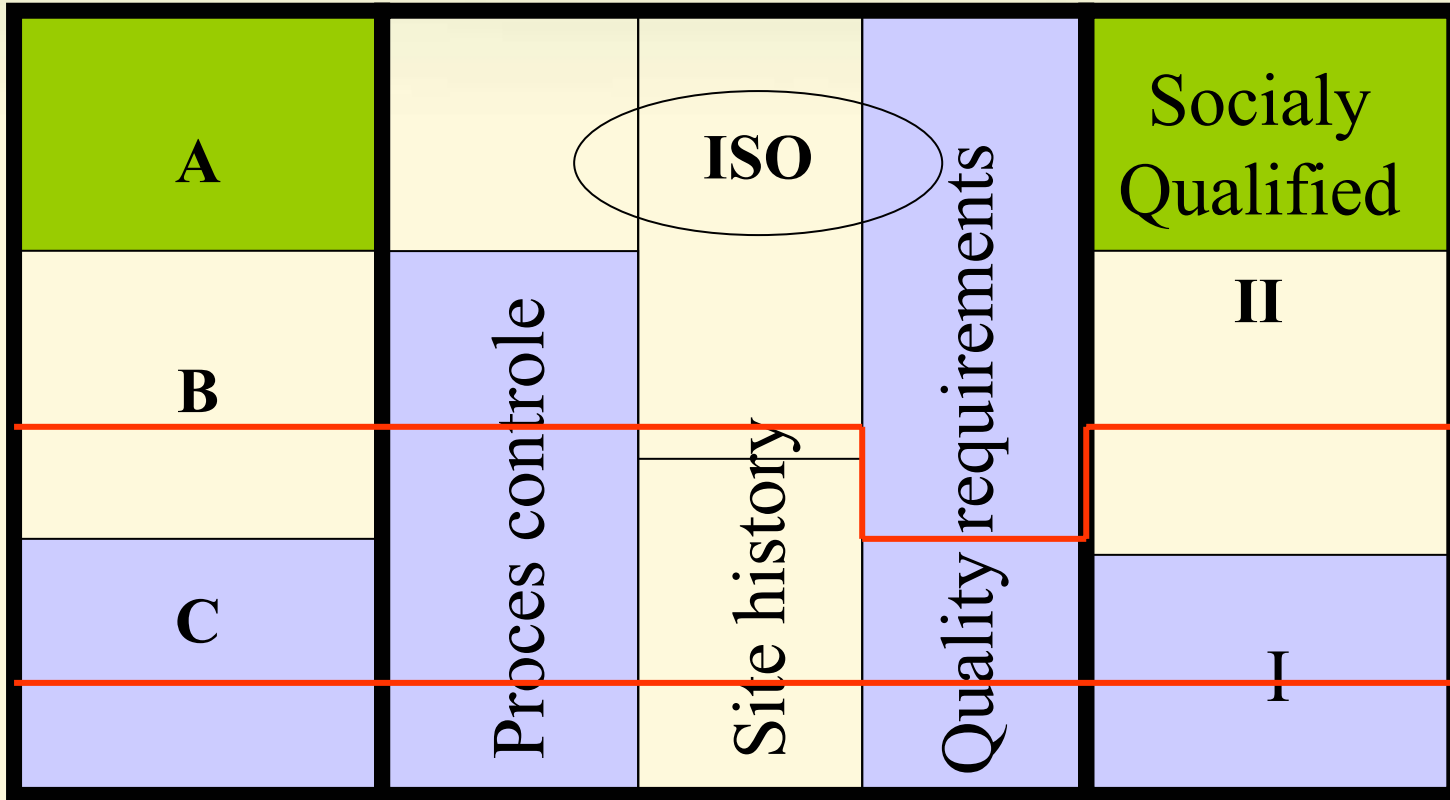 A
B
C
Proces controle
ISO
Site history
Quality requirements
Socialy
Qualified
II
I